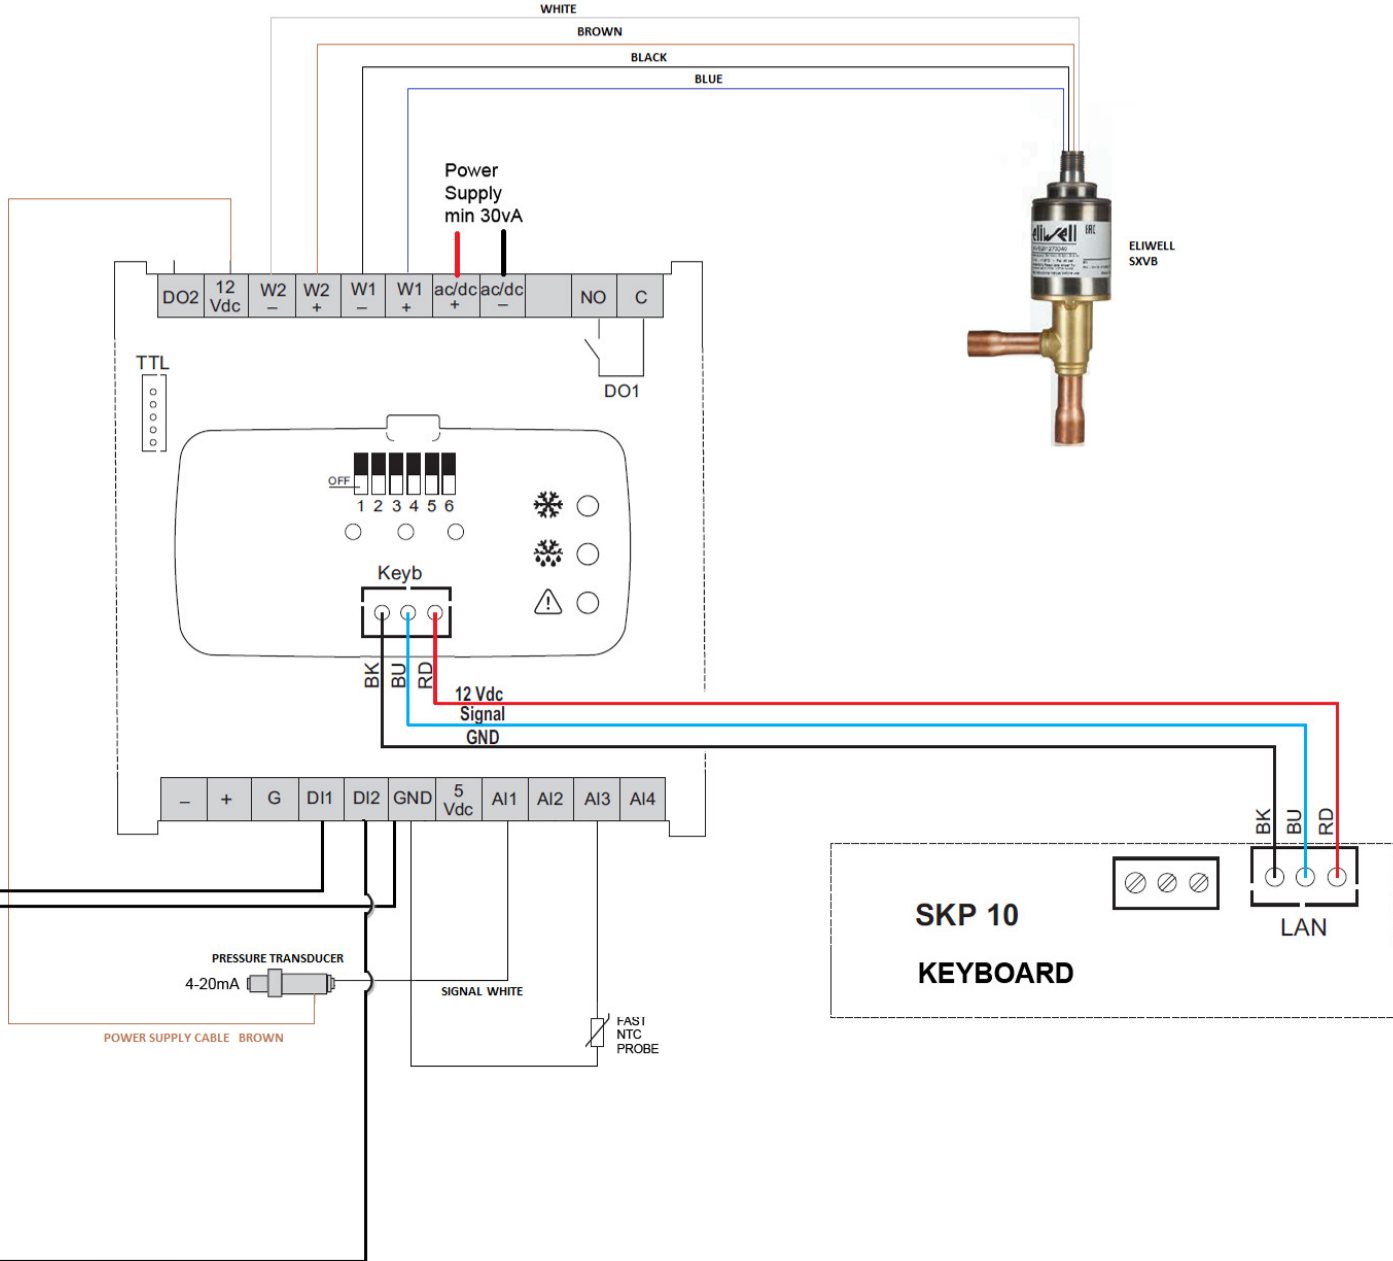 WHITE
BROWN
BLACK
BLUE
Power
Supply
min 30vA
eliwell
ELIWELL
SXVB
DO2
12
Vdc
W2
–
W2
+
W1
–
W1
+
ac/dc
+
ac/dc
–
NO
C
TTL
DO1
OFF
1 2 3 4 5 6
Keyb
BK
BU
RD
12 Vdc
Signal
GND
–
+
G
DI1
DI2
GND
5
Vdc
AI1
AI2
AI3
AI4
BK
BU
RD
SKP 10
LAN
KEYBOARD
PRESSURE TRANSDUCER
4-20mA
SIGNAL WHITE
POWER SUPPLY CABLE BROWN
FAST
NTC
PROBE